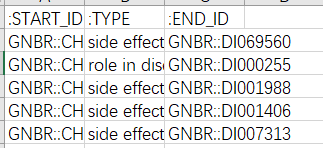 :START_ID :TYPE :END_ID
GNBR::CH side effect GNBR::DI069560
GNBR::CH role in dis GNBR::DI000255
GNBR::CH side effect GNBR::DI001988
GNBR::CH side effect GNBR::DI001406
GNBR::CH side effect GNBR::DI007313